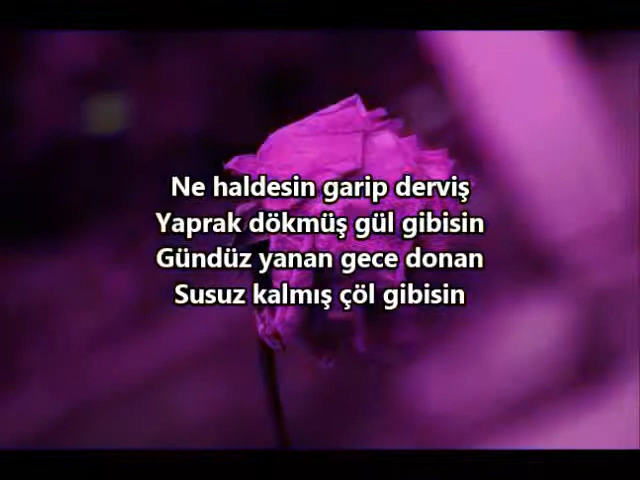 Ne haldesin garip derviş
Yaprak dökmüş gül gibisin
Gündüz yanan gece donan
Susuz kalmış çöl gibisin